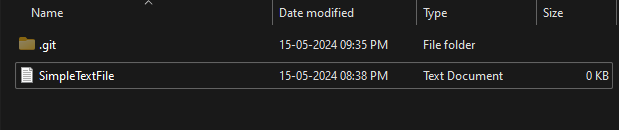 Name Date modified Type Size
.git 15-05-2024 09:35 PM File folder
SimpleTextFile 15-05-2024 08:38 PM Text Document 0 KB